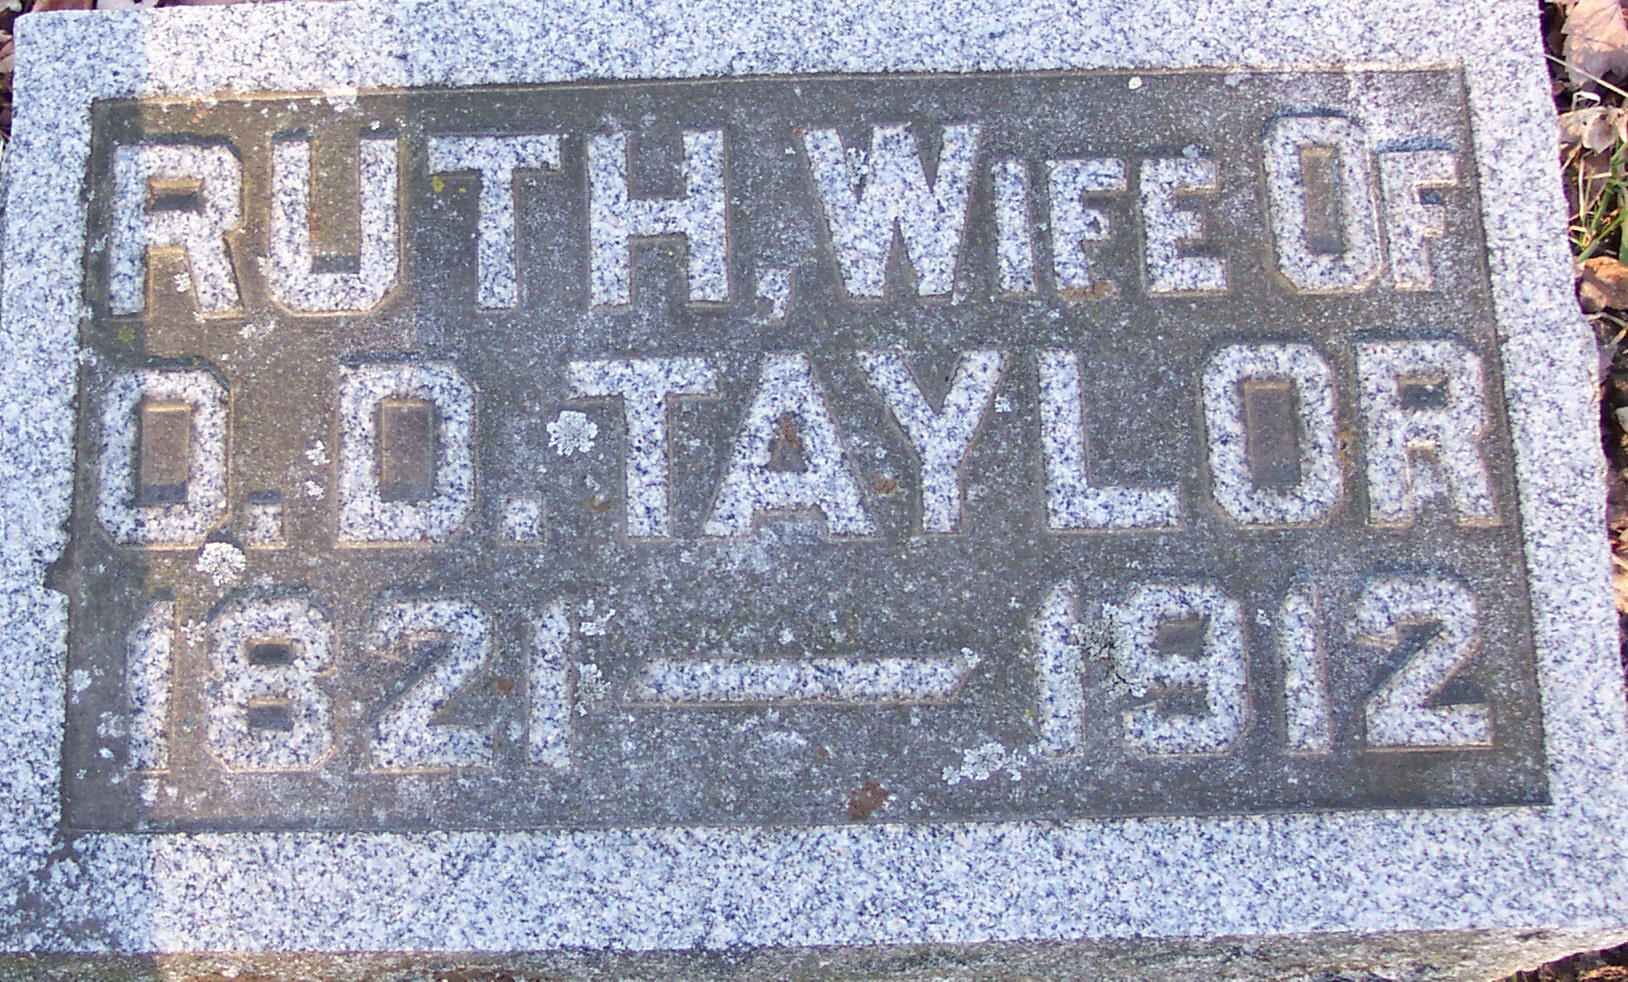 RUTH, WIFE OF
O. D. TAYLOR
1821 — 1912